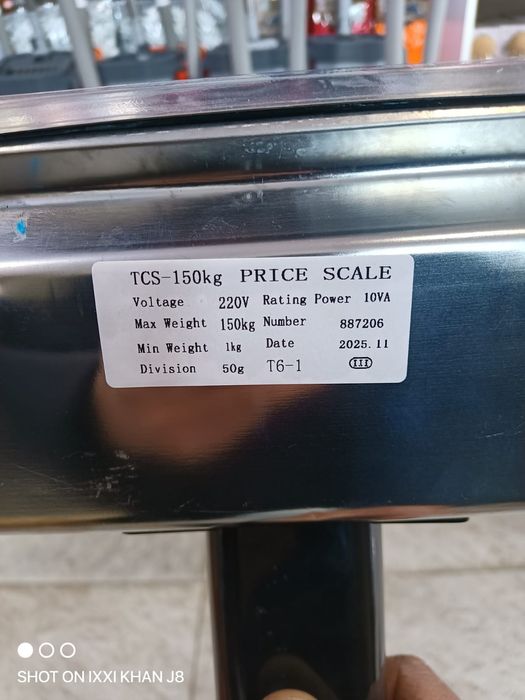 TCS-150kg PRICE SCALE
Voltage 220V Rating Power 10VA
Max Weight 150kg Number 887206
Min Weight 1kg Date 2025.11
Division 50g T6-1 III
SHOT ON IXXI KHAN J8